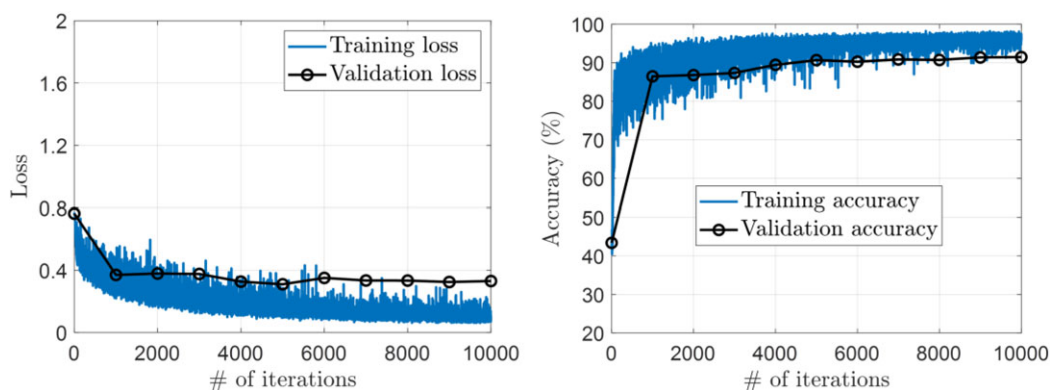 2
1.6
1.2
0.8
0.4
0
Loss
Training loss
Validation loss
0 2000 4000 6000 8000 10000
# of iterations
100
90
80
70
60
50
40
30
20
Accuracy (%)
Training accuracy
Validation accuracy
0 2000 4000 6000 8000 10000
# of iterations